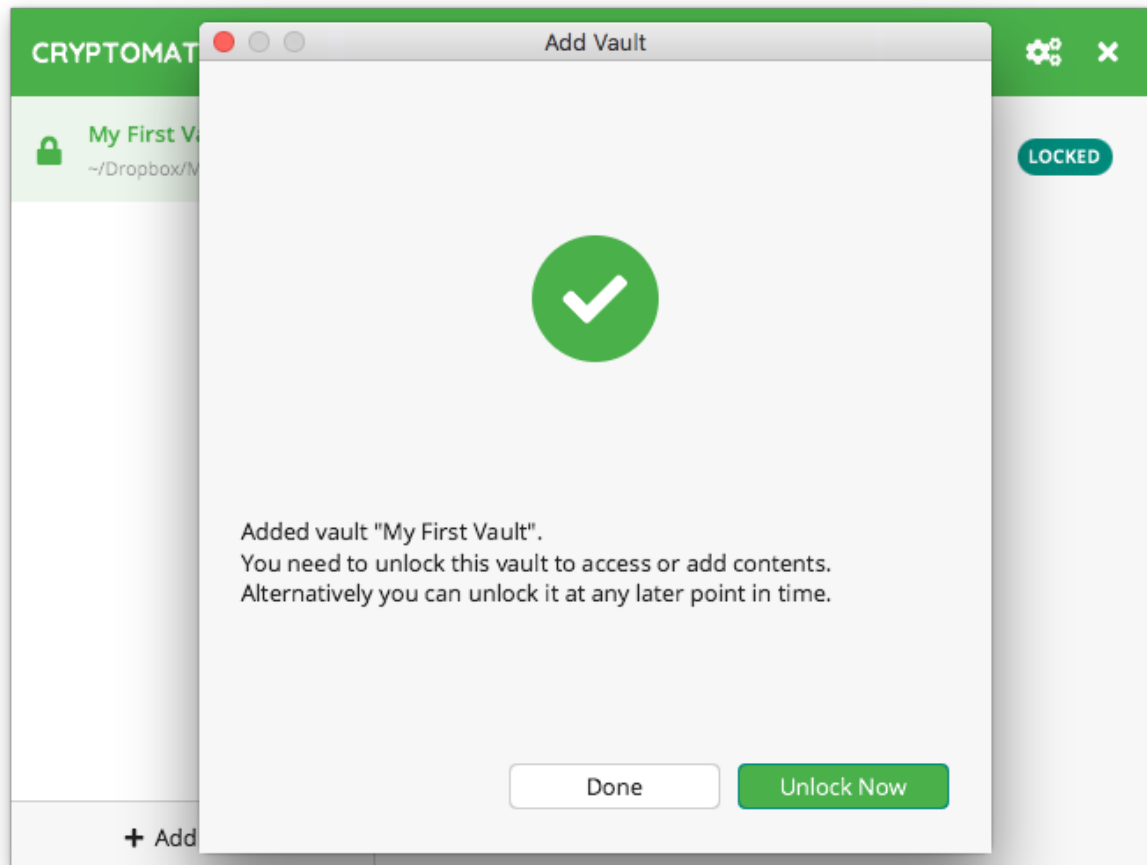 CRYPTOMAT
Add Vault
My First Va
~/Dropbox/M
LOCKED
Added vault "My First Vault".
You need to unlock this vault to access or add contents.
Alternatively you can unlock it at any later point in time.
Done
Unlock Now
+ Add